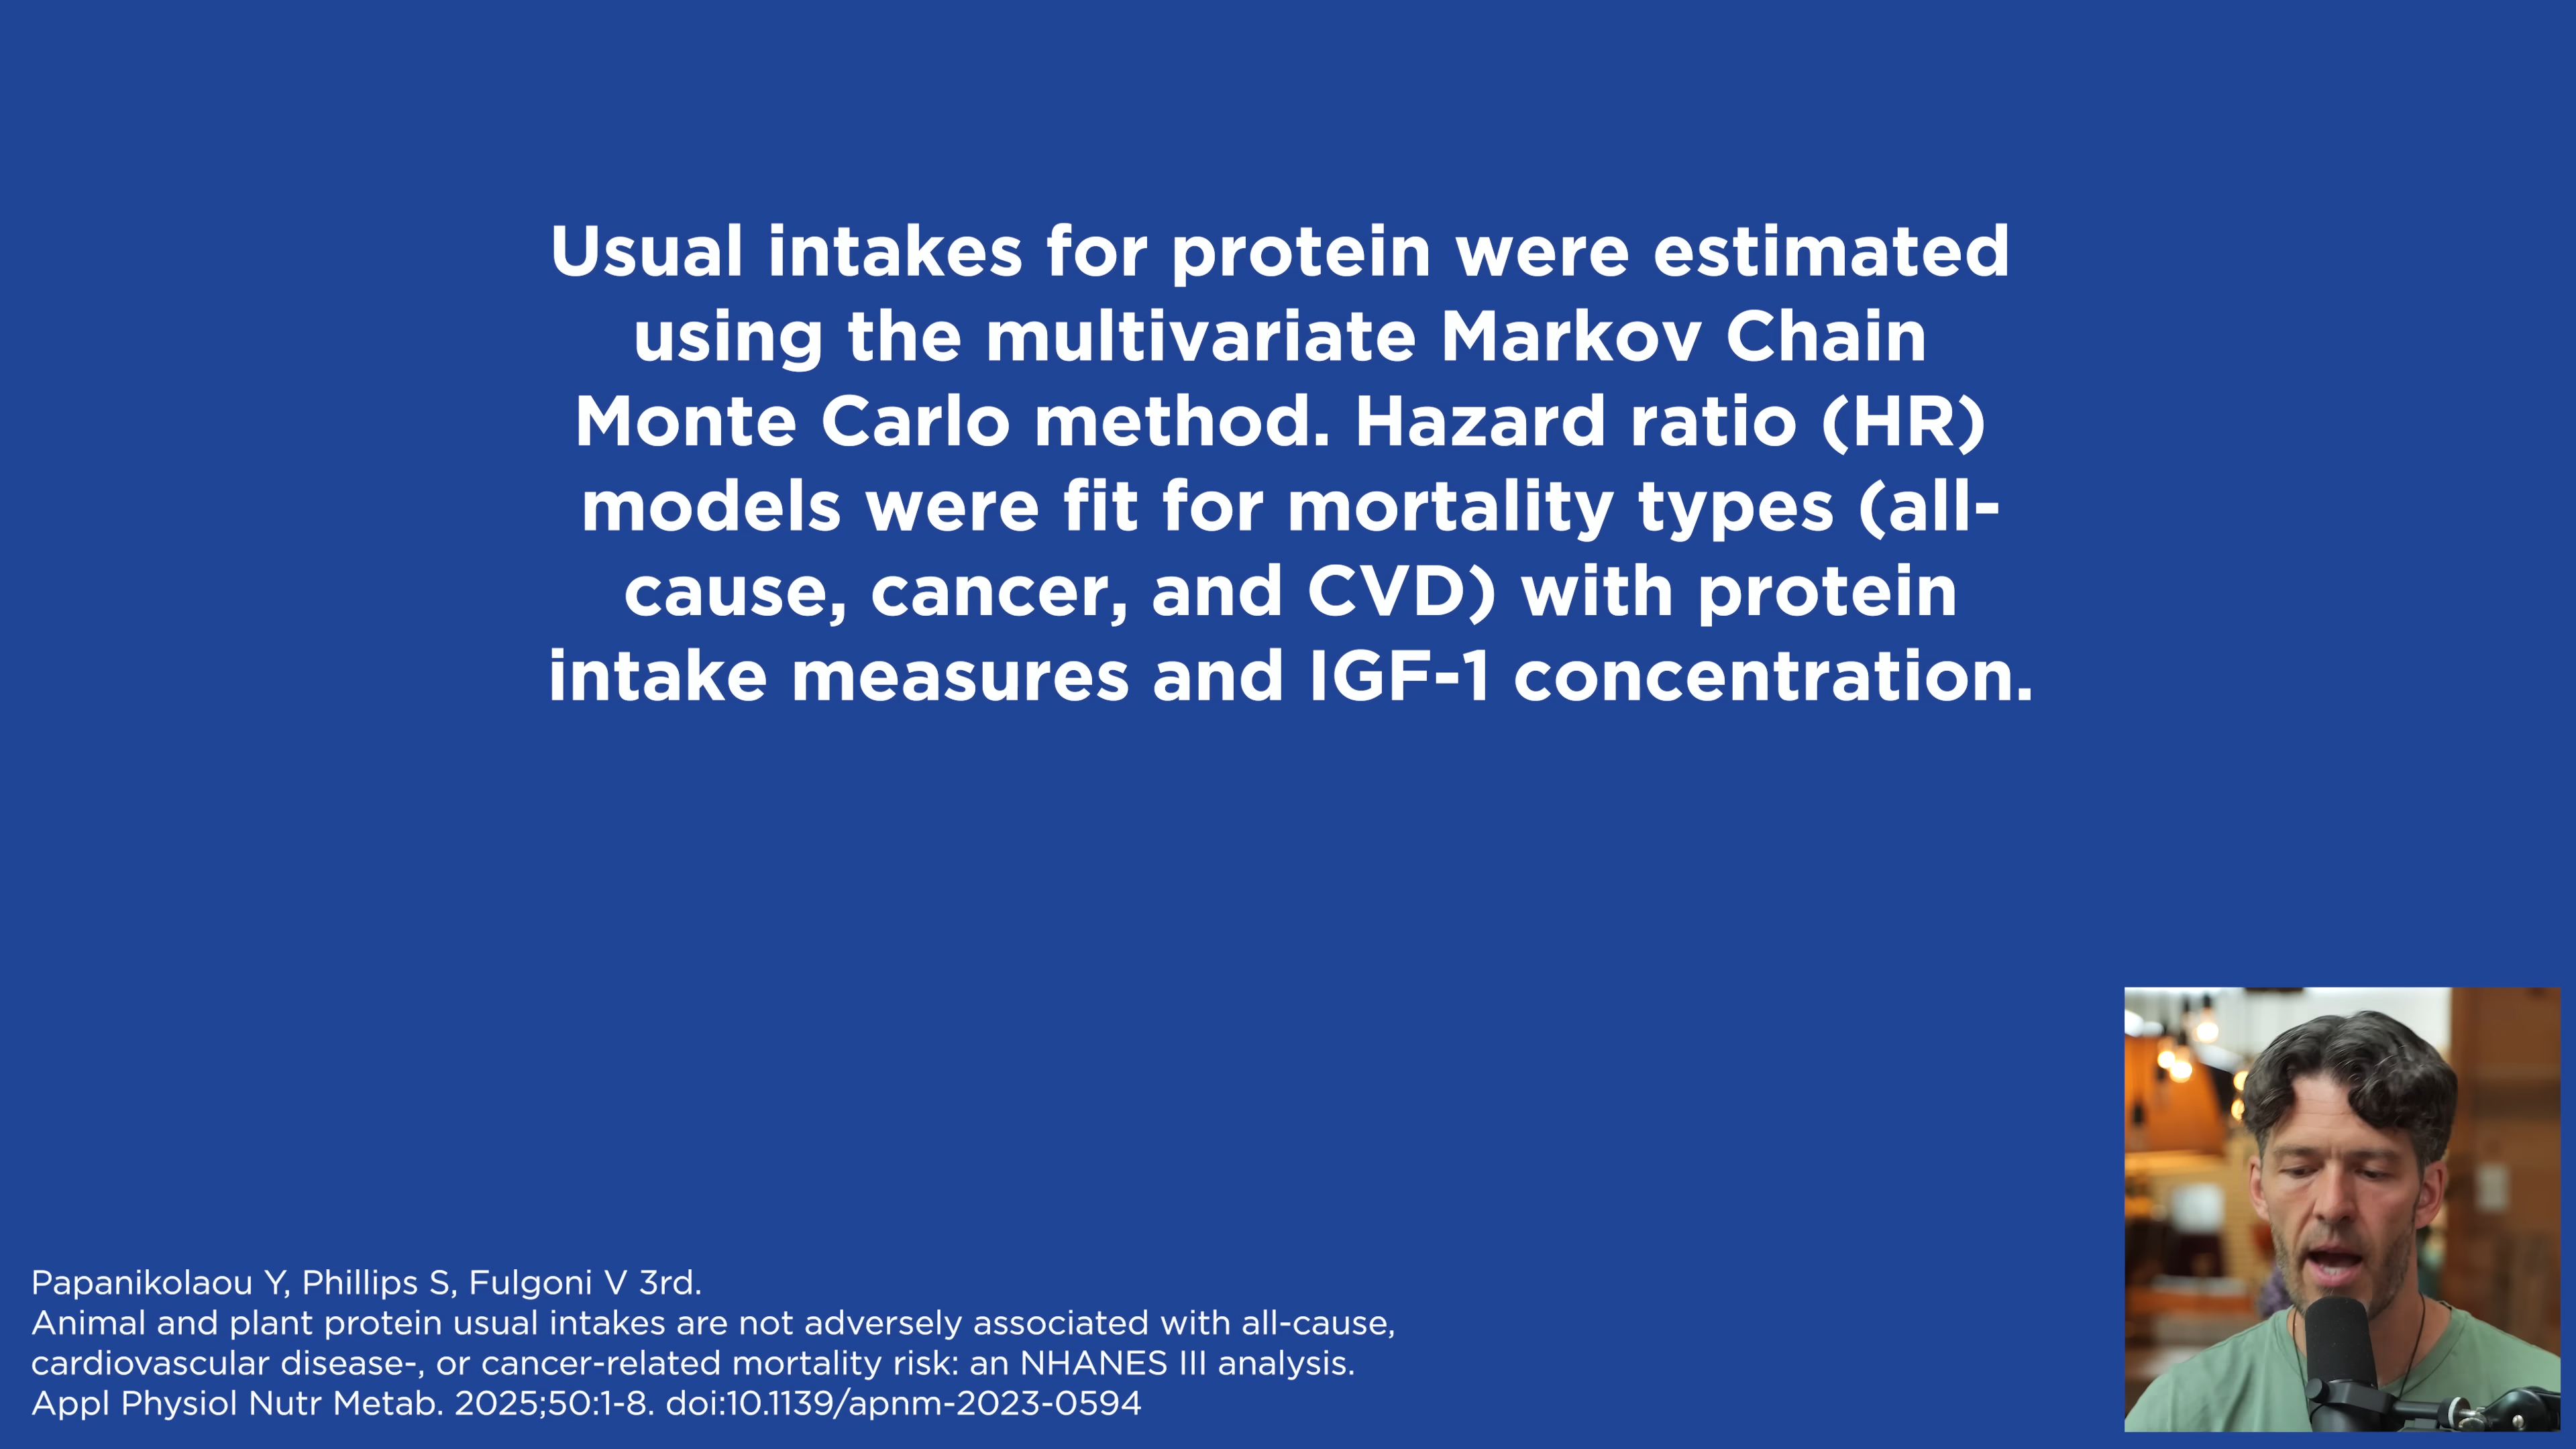 Usual intakes for protein were estimated
using the multivariate Markov Chain
Monte Carlo method. Hazard ratio (HR)
models were fit for mortality types (all-
cause, cancer, and CVD) with protein
intake measures and IGF-1 concentration.
Papanikolaou Y, Phillips S, Fulgoni V 3rd.
Animal and plant protein usual intakes are not adversely associated with all-cause,
cardiovascular disease-, or cancer-related mortality risk: an NHANES III analysis.
Appl Physiol Nutr Metab. 2025;50:1-8. doi:10.1139/apnm-2023-0594